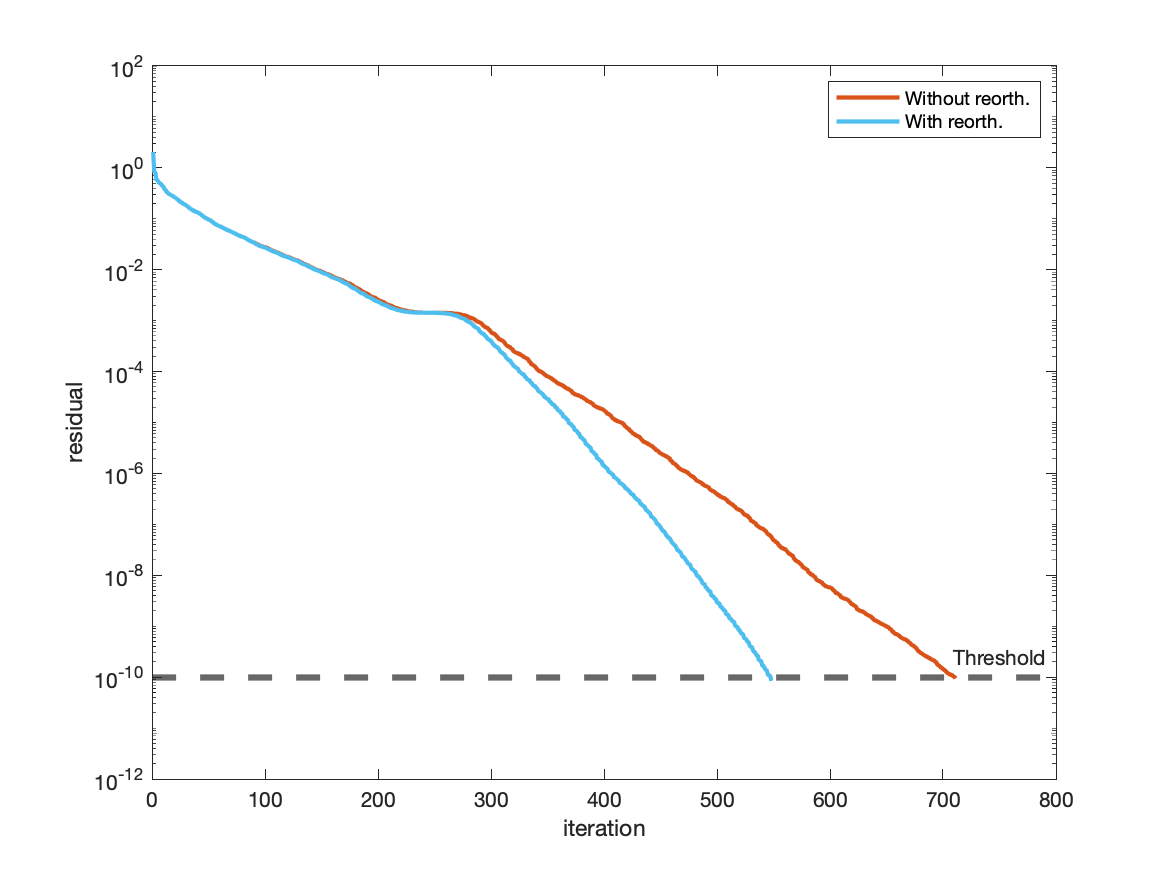 10^2
10^0
10^-2
10^-4
10^-6
10^-8
10^-10
10^-12
residual
Without reorth.
With reorth.
Threshold
0 100 200 300 400 500 600 700 800
iteration